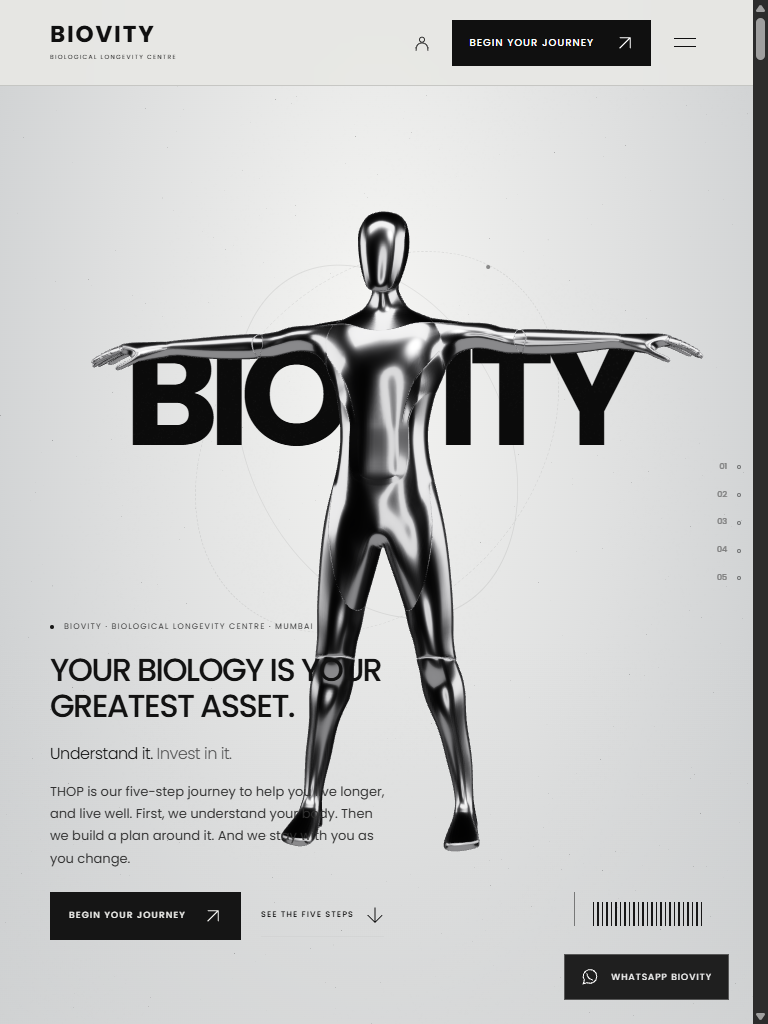 BIOVITY
BIOLOGICAL LONGEVITY CENTRE
BEGIN YOUR JOURNEY
BIO ITY
01
02
03
04
05
BIOVITY · BIOLOGICAL LONGEVITY CENTRE · MUMBAI
YOUR BIOLOGY IS YOUR
GREATEST ASSET.
Understand it. Invest in it.
THOP is our five-step journey to help you live longer,
and live well. First, we understand your body. Then
we build a plan around it. And we stay with you as
you change.
BEGIN YOUR JOURNEY
SEE THE FIVE STEPS
WHATSAPP BIOVITY